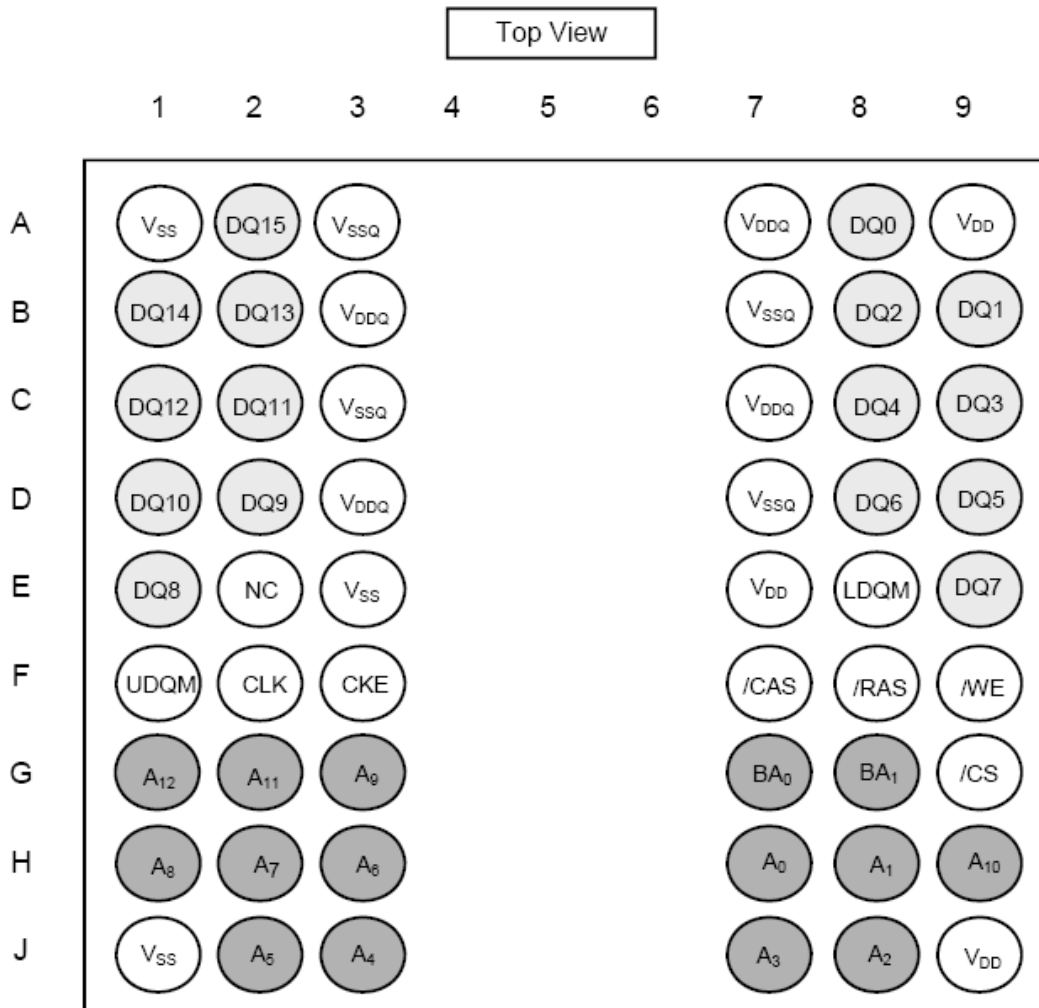 Top View
1 2 3 4 5 6 7 8 9
A VSS DQ15 VSSQ VDDQ DQ0 VDD
B DQ14 DQ13 VDDQ VSSQ DQ2 DQ1
C DQ12 DQ11 VSSQ VDDQ DQ4 DQ3
D DQ10 DQ9 VDDQ VSSQ DQ6 DQ5
E DQ8 NC VSS VDD LDQM DQ7
F UDQM CLK CKE /CAS /RAS /WE
G A12 A11 A9 BA0 BA1 /CS
H A8 A7 A6 A0 A1 A10
J VSS A5 A4 A3 A2 VDD